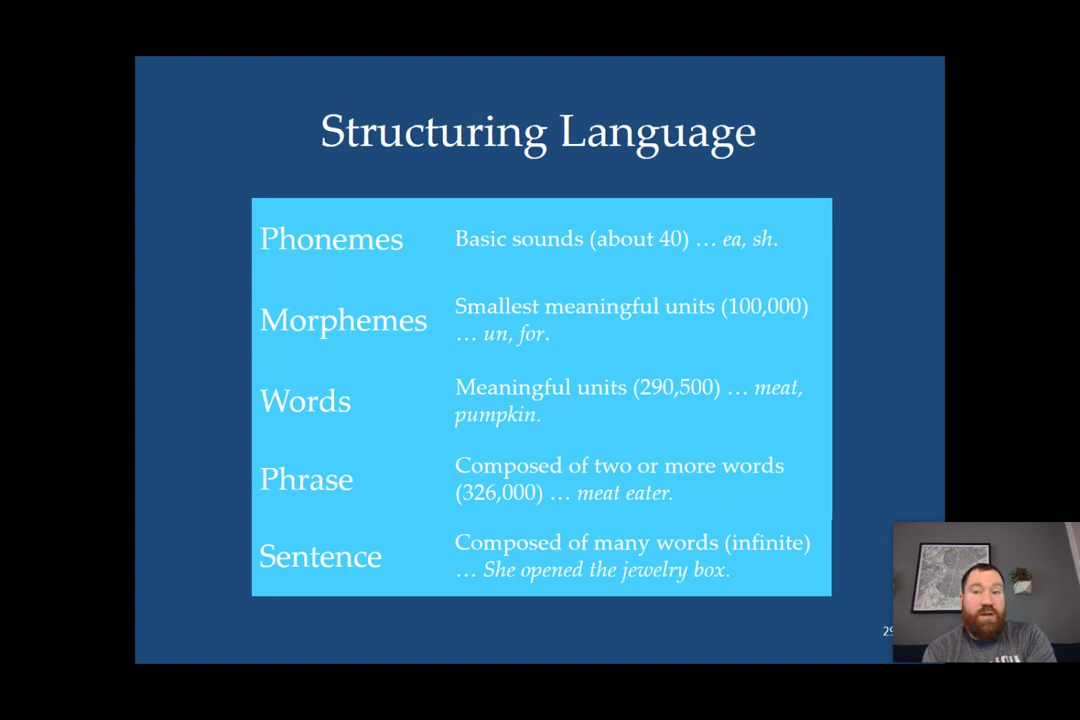 Structuring Language
Phonemes
Basic sounds (about 40) … ea, sh.
Morphemes
Smallest meaningful units (100,000)
… un, for.
Words
Meaningful units (290,500) … meat,
pumpkin.
Phrase
Composed of two or more words
(326,000) … meat eater.
Sentence
Composed of many words (infinite)
… She opened the jewelry box.